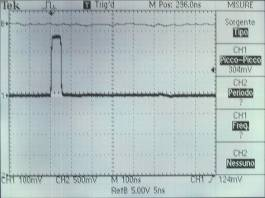 Tek Trig'd M Pos: 296.0ns MISURE
Sorgente
Tipo
CH1
Picco-Picco
304mV
CH2
Periodo
?
CH1
Freq.
?
CH2
Nessuno
CH1 100mV CH2 500mV M 100ns CH1 124mV
RefB 5.00V 5ns